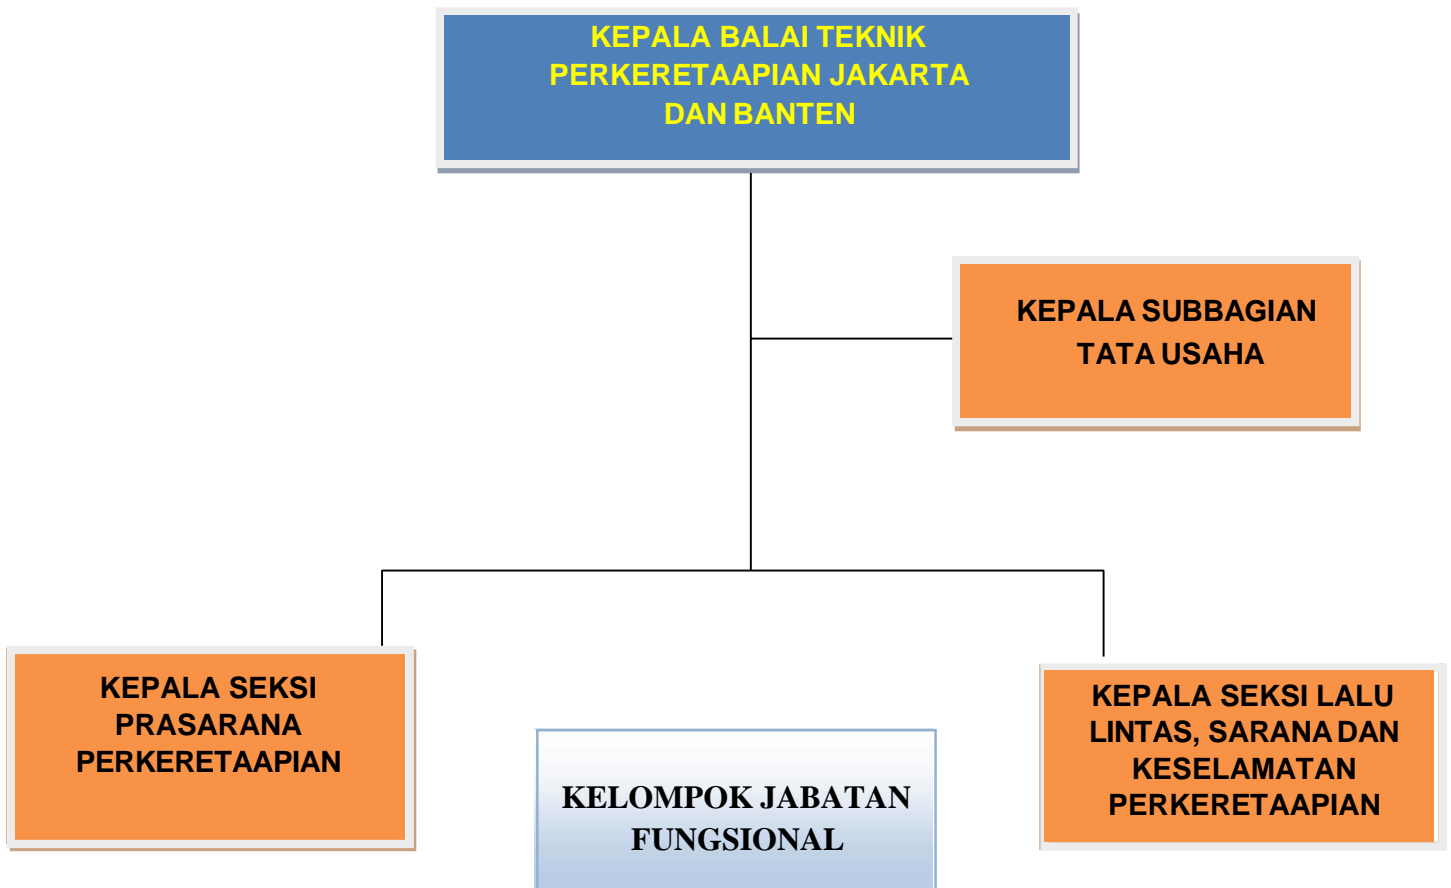 KEPALA BALAI TEKNIK
PERKERETAAPIAN JAKARTA
DAN BANTEN
KEPALA SUBBAGIAN
TATA USAHA
KEPALA SEKSI
PRASARANA
PERKERETAAPIAN
KELOMPOK JABATAN
FUNGSIONAL
KEPALA SEKSI LALU
LINTAS, SARANA DAN
KESELAMATAN
PERKERETAAPIAN